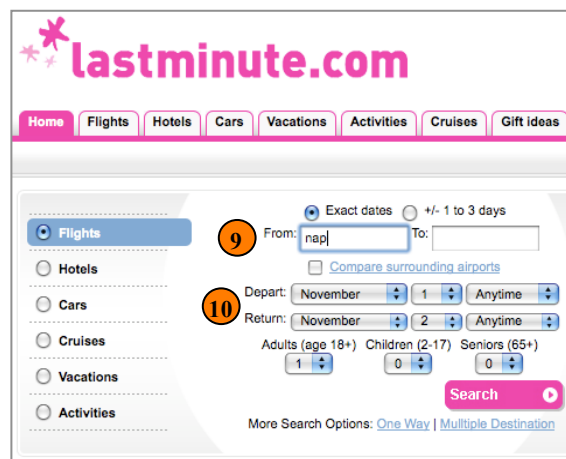 lastminute.com
Home Flights Hotels Cars Vacations Activities Cruises Gift ideas
Exact dates +/- 1 to 3 days
9 From: nap To:
Compare surrounding airports
10 Depart: November 1 Anytime
Return: November 2 Anytime
Adults (age 18+) Children (2-17) Seniors (65+)
1 0 0
Search
More Search Options: One Way | Mulltiple Destination
Flights
Hotels
Cars
Cruises
Vacations
Activities